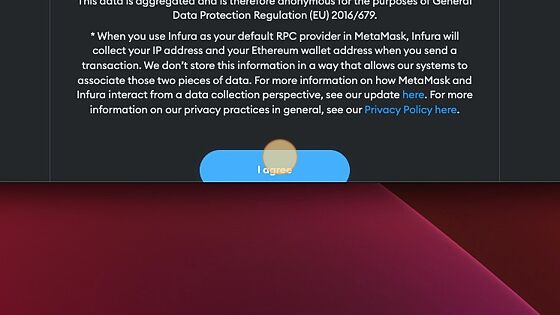 This data is aggregated and is therefore anonymous for the purposes of General
Data Protection Regulation (EU) 2016/679.
* When you use Infura as your default RPC provider in MetaMask, Infura will
collect your IP address and your Ethereum wallet address when you send a
transaction. We don't store this information in a way that allows our systems to
associate those two pieces of data. For more information on how MetaMask and
Infura interact from a data collection perspective, see our update here. For more
information on our privacy practices in general, see our Privacy Policy here.
I agree